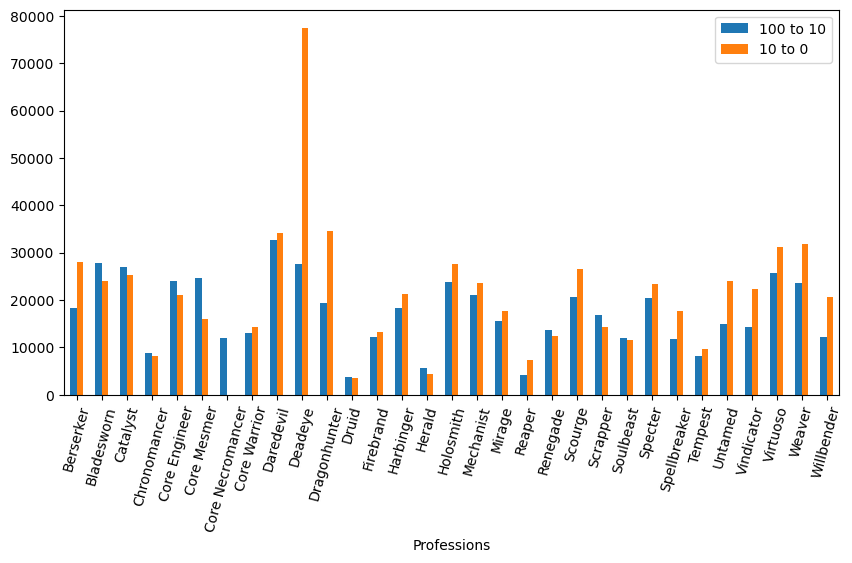 80000
70000
60000
50000
40000
30000
20000
10000
0
100 to 10
10 to 0
Berserker
Bladesworn
Catalyst
Chronomancer
Core Engineer
Core Mesmer
Core Necromancer
Core Warrior
Daredevil
Deadeye
Dragonhunter
Druid
Firebrand
Harbinger
Herald
Holosmith
Mechanist
Mirage
Reaper
Renegade
Scourge
Scrapper
Soulbeast
Specter
Spellbreaker
Tempest
Untamed
Vindicator
Virtuoso
Weaver
Willbender
Professions